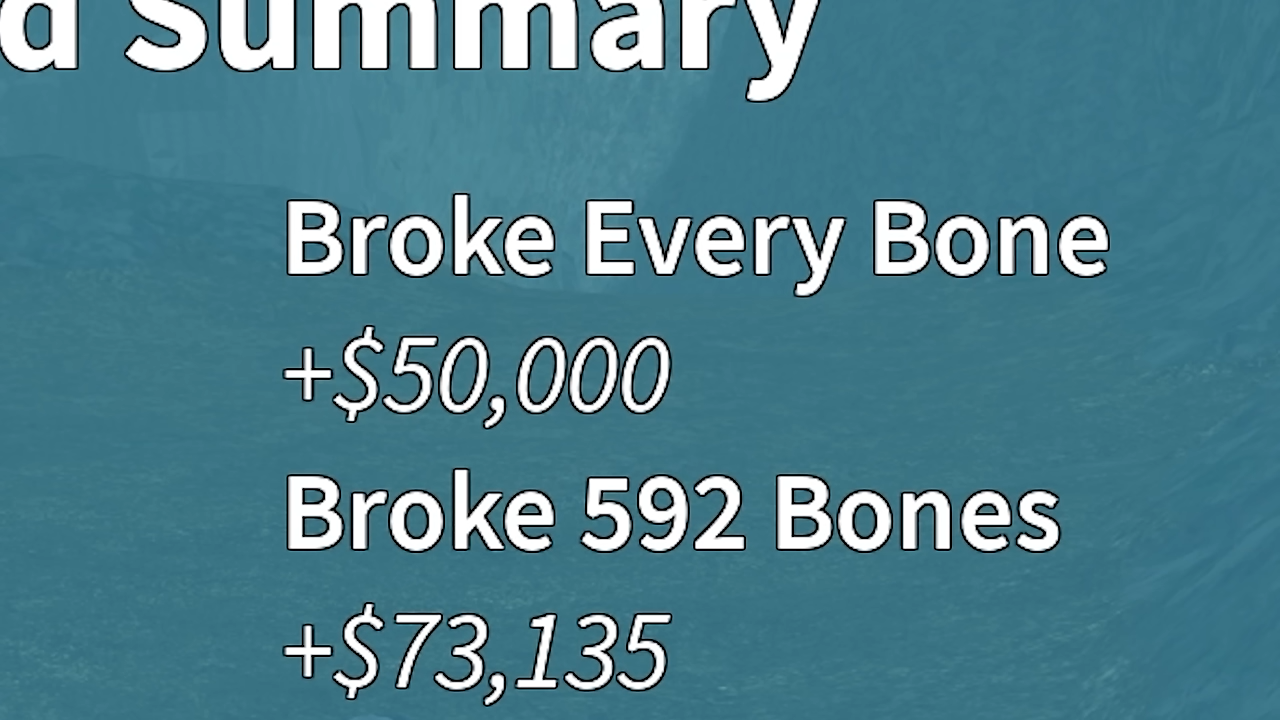 d Summary
Broke Every Bone
+$50,000
Broke 592 Bones
+$73,135